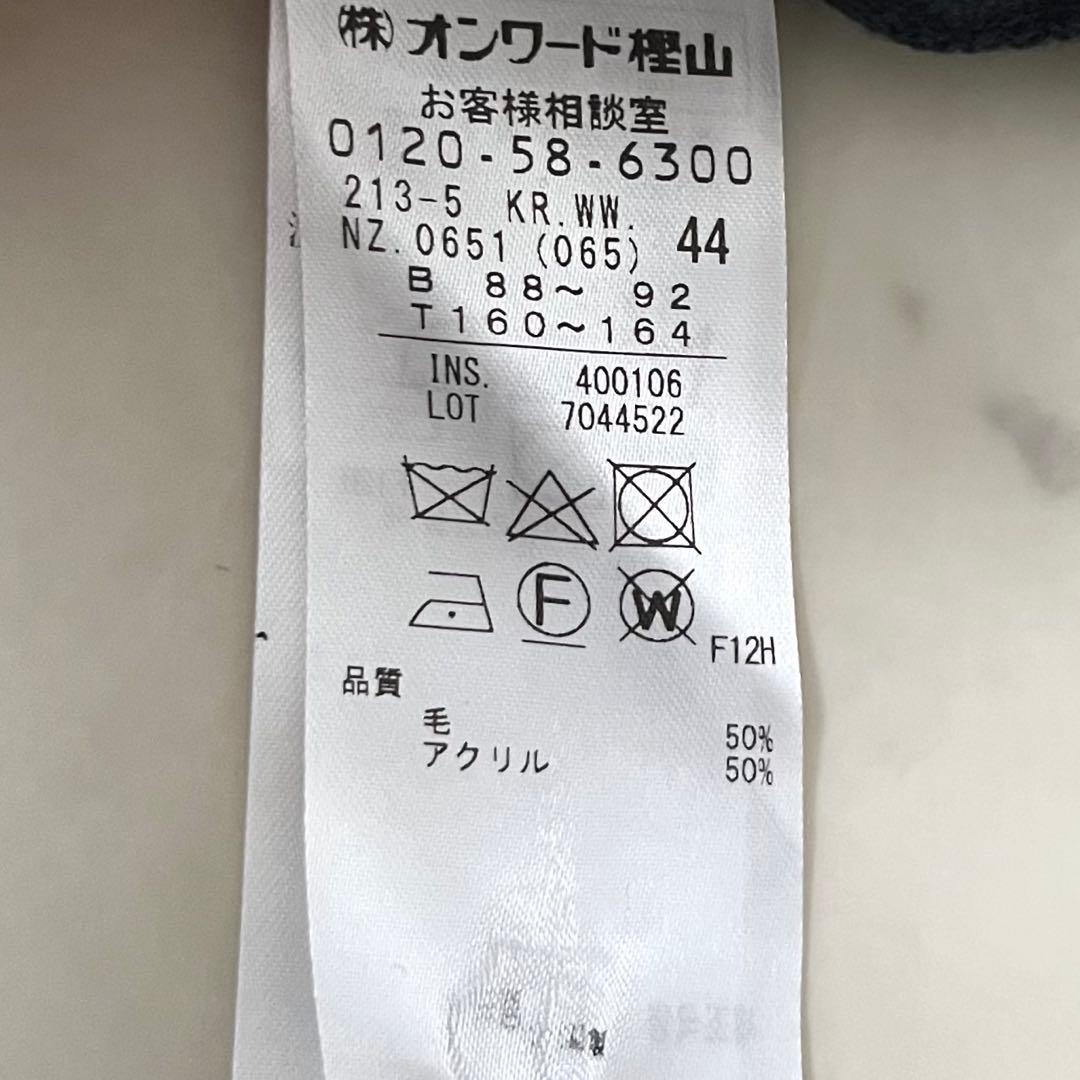 (株)オンワード樫山
お客様相談室
0120-58-6300
213-5 KR.WW. 44
NZ.0651 (065)
B 88～ 92
T160～164
INS. 400106
LOT 7044522
F
W
F12H
品質
毛 50%
アクリル 50%